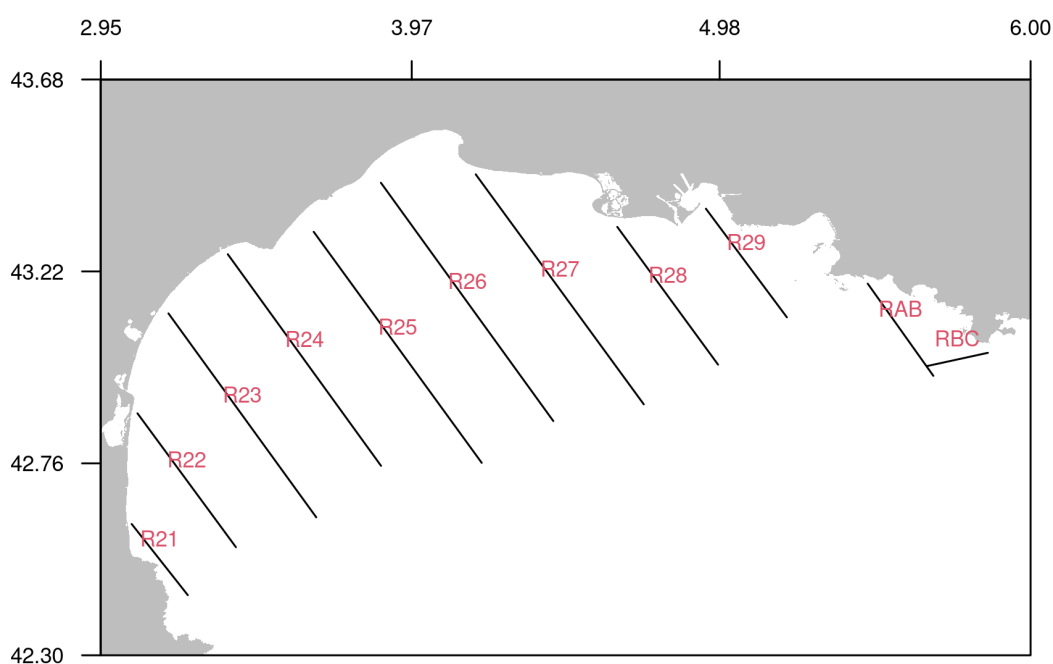 2.95 3.97 4.98 6.00
43.68
43.22
42.76
42.30
R29
R27
R28
R26
RAB
R25
RBC
R24
R23
R22
R21